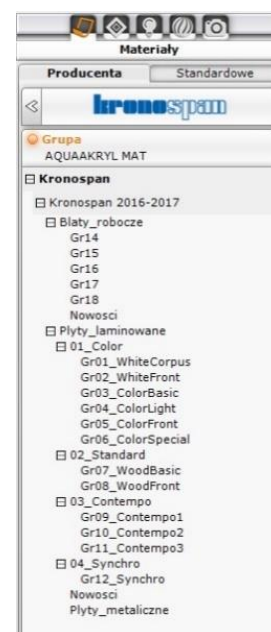 Materiały
Producenta Standardowe
kronospan
Grupa
AQUAAKRYL MAT
Kronospan
Kronospan 2016-2017
Blaty_robocze
Gr14
Gr15
Gr16
Gr17
Gr18
Nowosci
Plyty_laminowane
01_Color
Gr01_WhiteCorpus
Gr02_WhiteFront
Gr03_ColorBasic
Gr04_ColorLight
Gr05_ColorFront
Gr06_ColorSpecial
02_Standard
Gr07_WoodBasic
Gr08_WoodFront
03_Contempo
Gr09_Contempo1
Gr10_Contempo2
Gr11_Contempo3
04_Synchro
Gr12_Synchro
Nowosci
Plyty_metaliczne